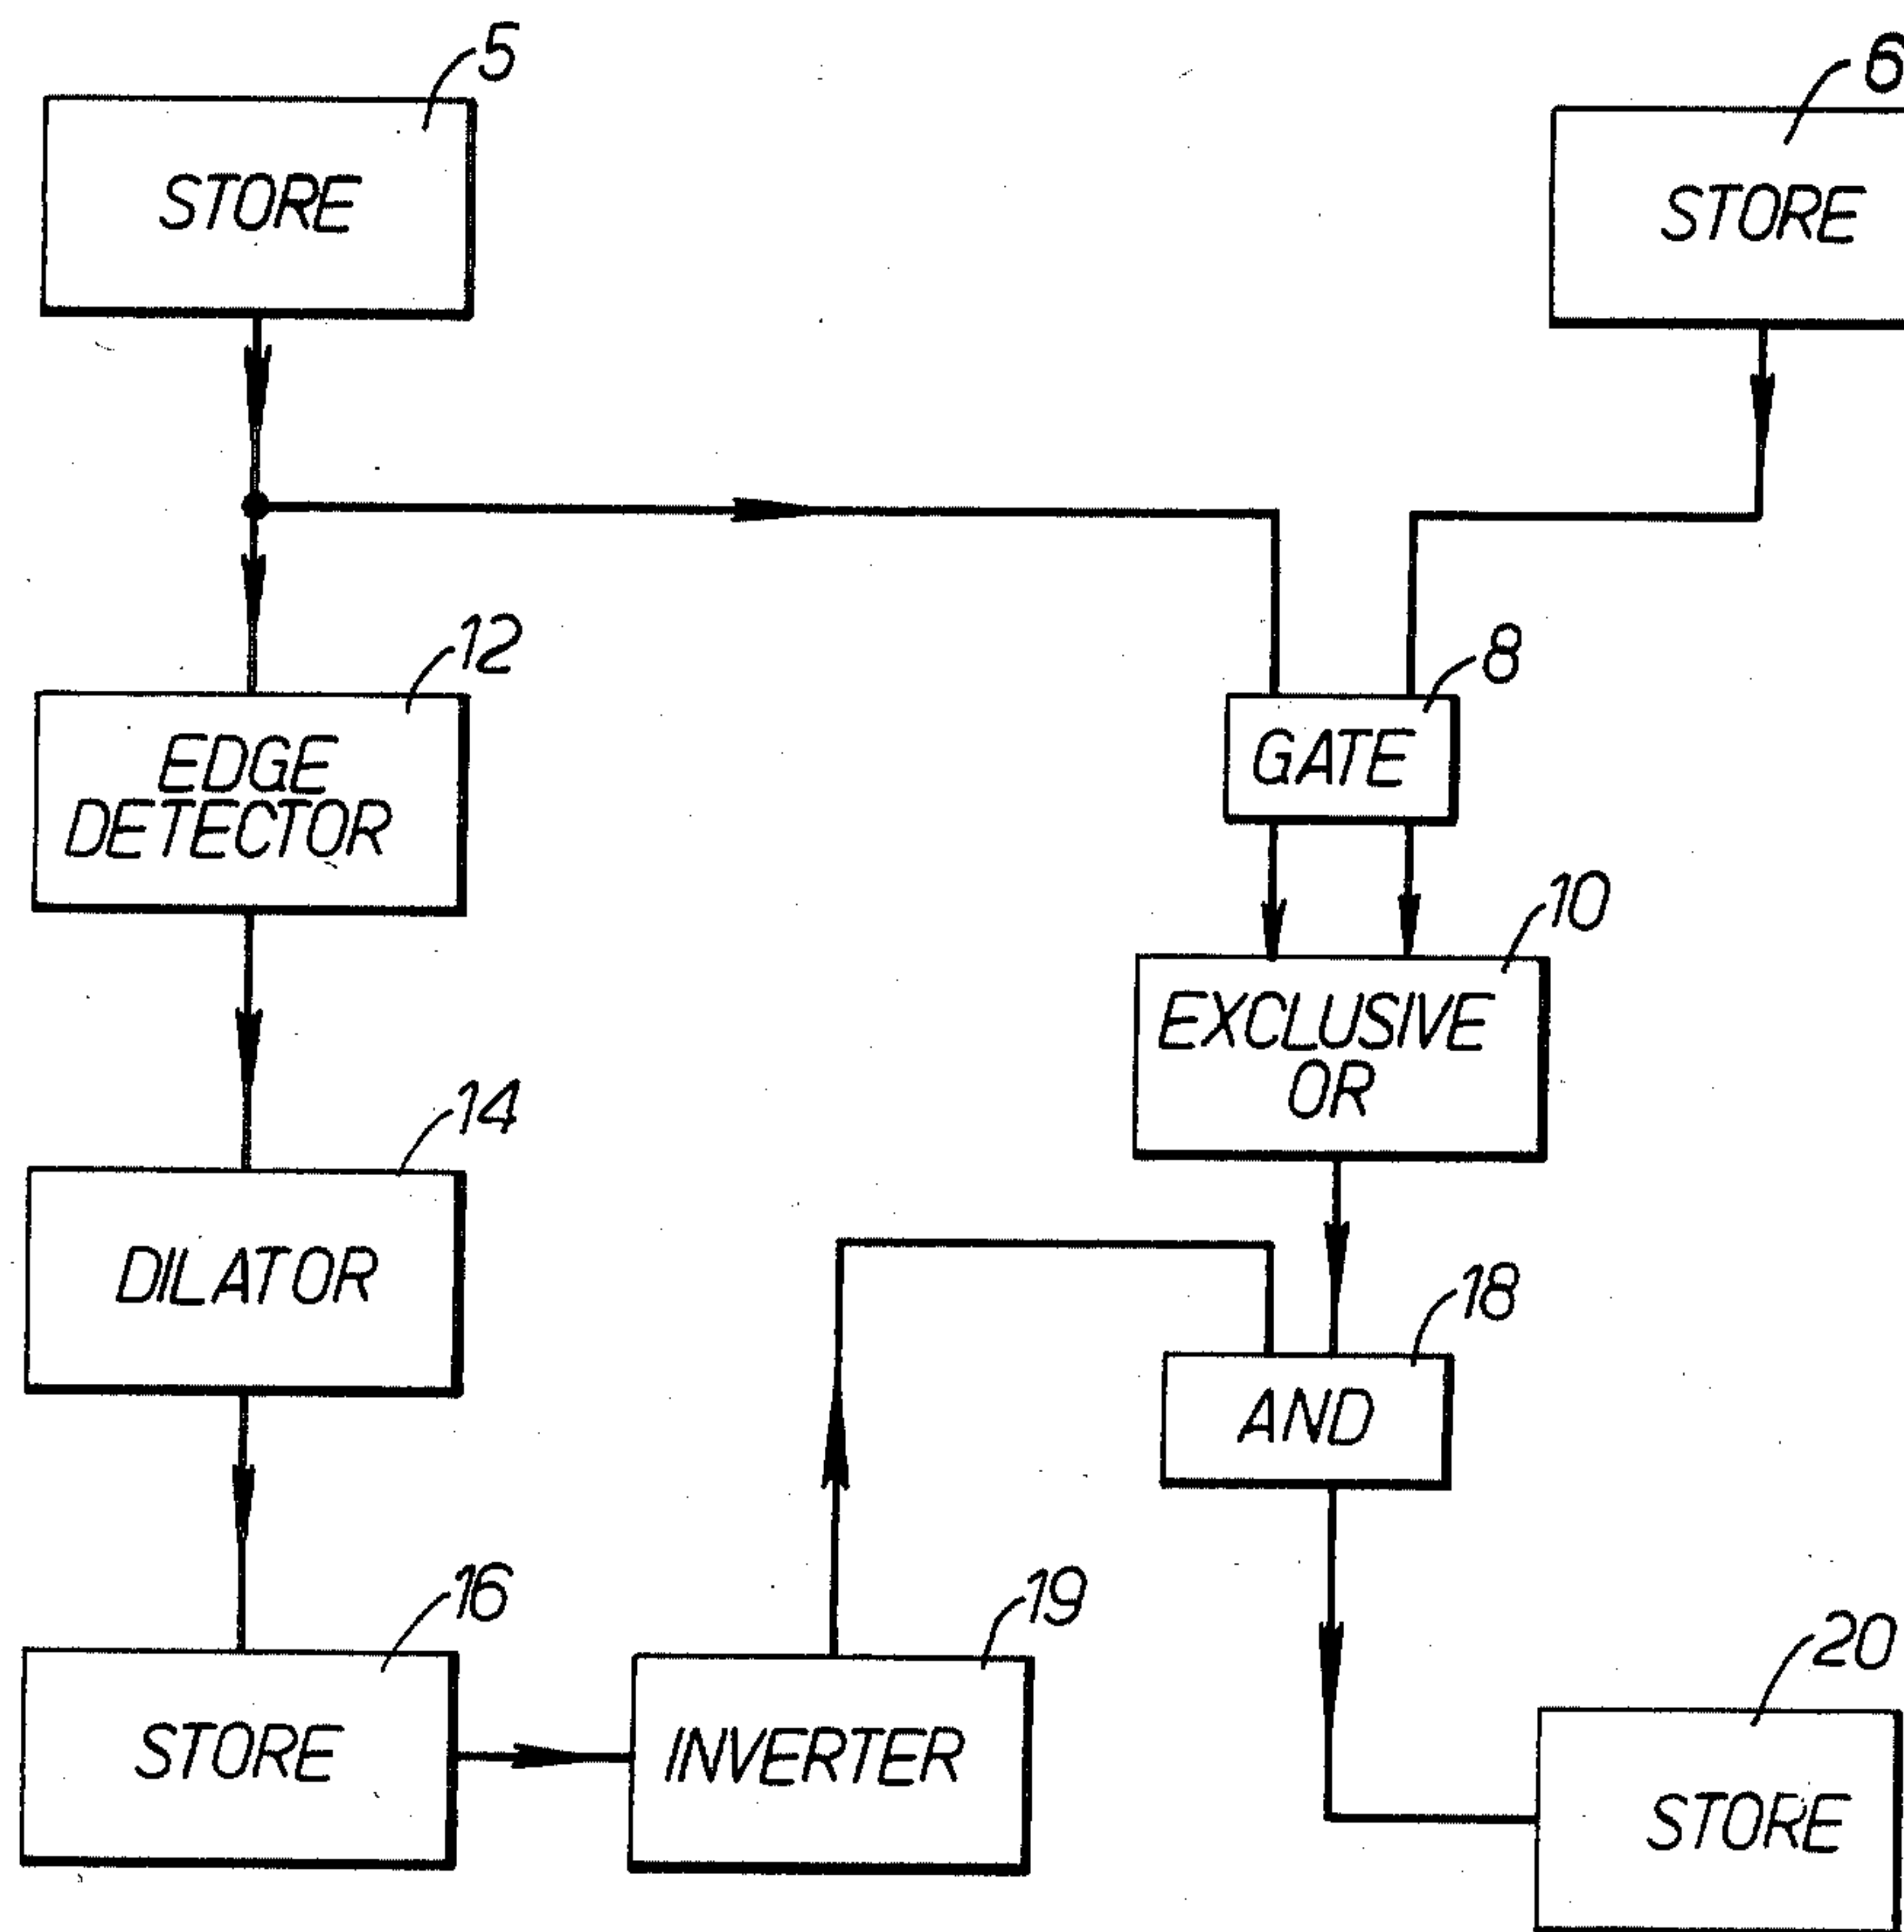 5
6
STORE
STORE
12
8
EDGE
DETECTOR
GATE
10
EXCLUSIVE
OR
14
DILATOR
18
AND
16
19
20
STORE
INVERTER
STORE